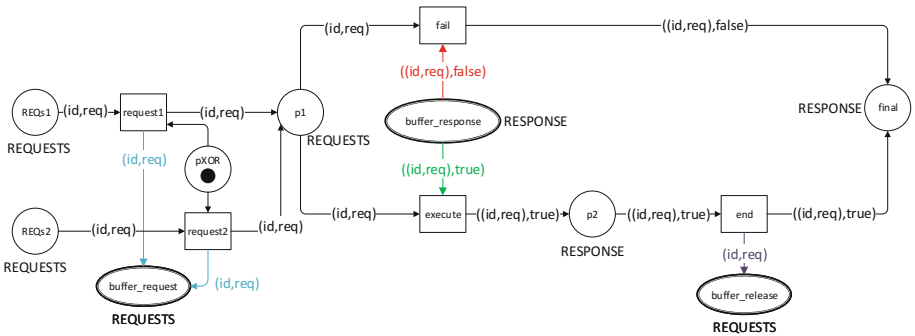 fail
(id,req)
((id,req),false)
((id,req),false)
REQs1
(id,req)
request1
(id,req)
p1
buffer_response
RESPONSE
RESPONSE
final
REQUESTS
REQUESTS
(id,req)
pXOR
((id,req),true)
REQs2
(id,req)
request2
(id,req)
(id,req)
execute
((id,req),true)
p2
((id,req),true)
end
((id,req),true)
REQUESTS
RESPONSE
(id,req)
(id,req)
buffer_request
buffer_release
REQUESTS
REQUESTS